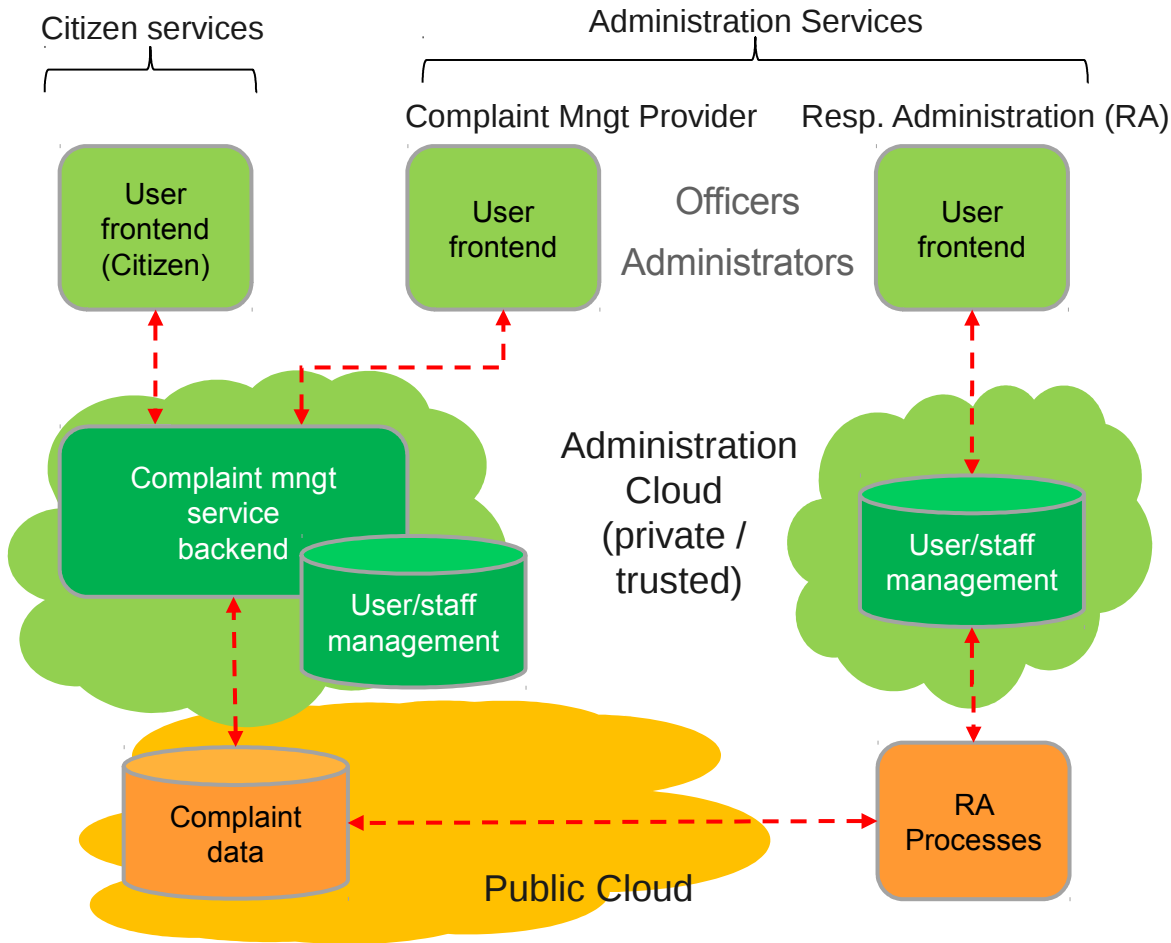 Citizen services
Administration Services
Complaint Mngt Provider
Resp. Administration (RA)
User
frontend
(Citizen)
User
frontend
Officers
Administrators
User
frontend
Complaint mngt
service
backend
User/staff
management
Administration
Cloud
(private /
trusted)
User/staff
management
Complaint
data
RA
Processes
Public Cloud